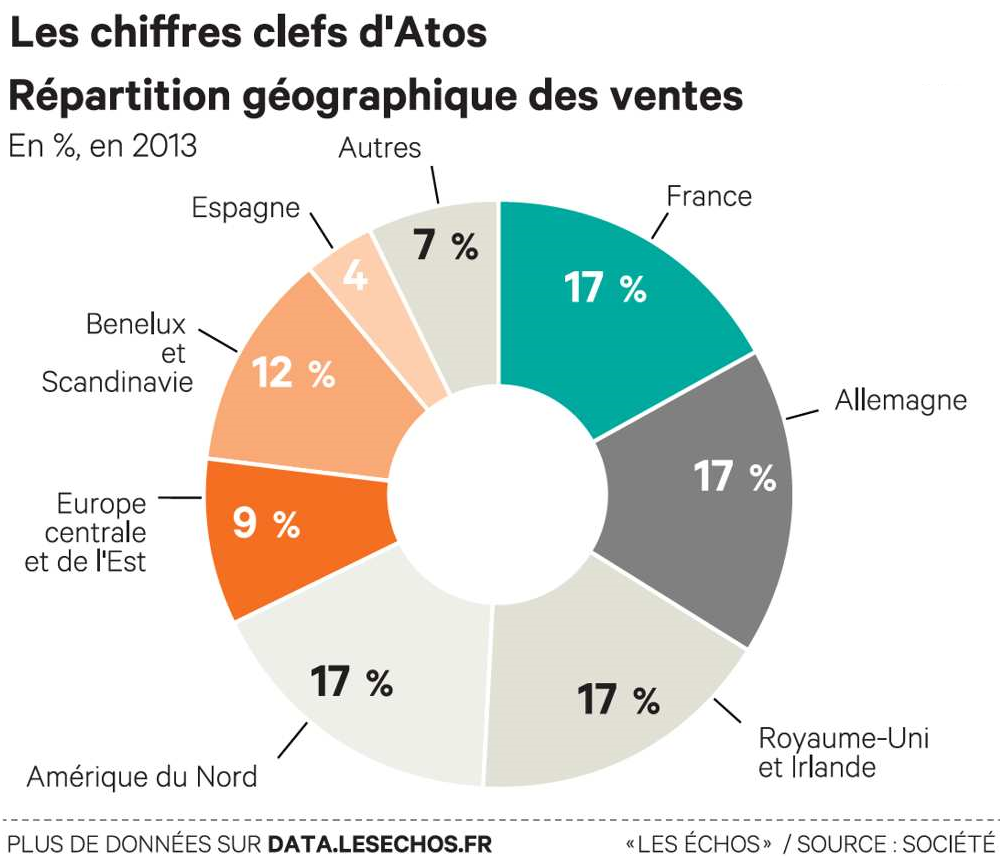 Les chiffres clefs d'Atos
Répartition géographique des ventes
En %, en 2013
Autres
7 %
France
17 %
Allemagne
17 %
Royaume-Uni
et Irlande
17 %
Amérique du Nord
17 %
Europe
centrale
et de l'Est
9 %
Benelux
et
Scandinavie
12 %
Espagne
4
PLUS DE DONNÉES SUR DATA.LESECHOS.FR
«LES ÉCHOS» / SOURCE : SOCIÉTÉ